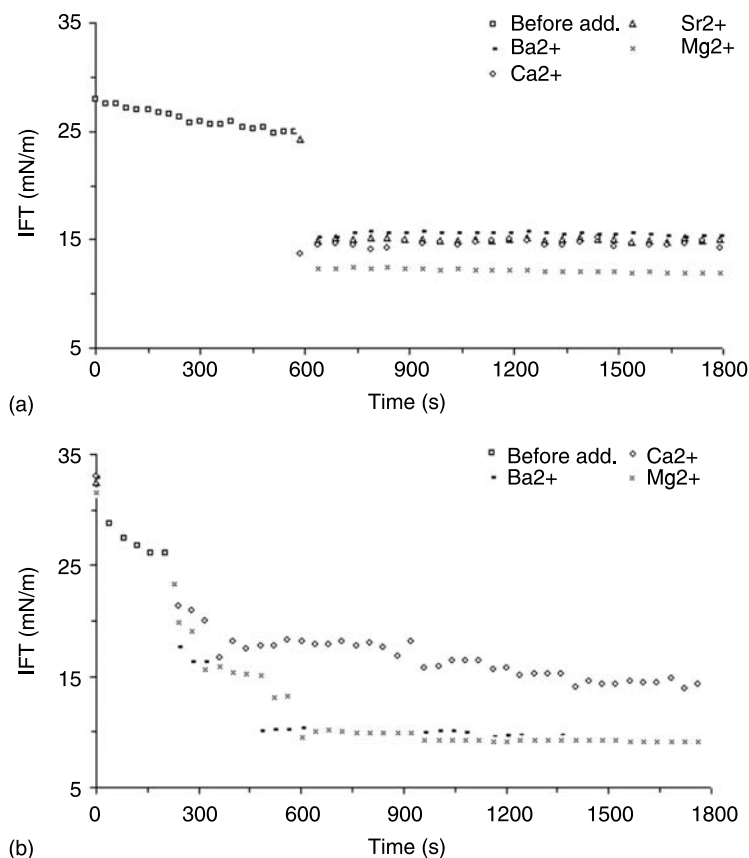 35
25
15
5
IFT (mN/m)
Before add.
Sr2+
Ba2+
Mg2+
Ca2+
0
300
600
900
1200
1500
1800
Time (s)
(a)
35
25
15
5
IFT (mN/m)
Before add.
Ca2+
Ba2+
Mg2+
0
300
600
900
1200
1500
1800
Time (s)
(b)